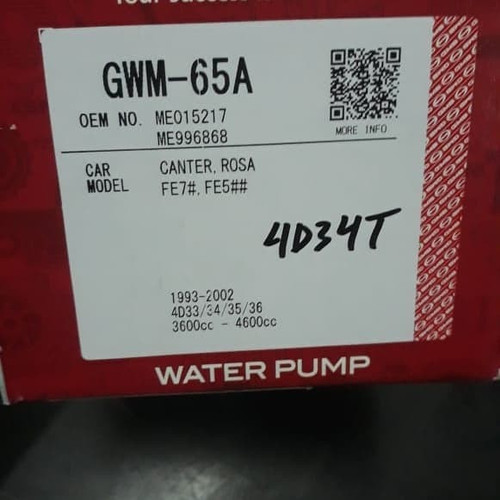 GWM-65A
OEM NO. ME015217
ME996868
MORE INFO
CAR MODEL CANTER, ROSA
FE7#, FE5##
4D34T
1993-2002
4D33/34/35/36
3600cc - 4600cc
WATER PUMP